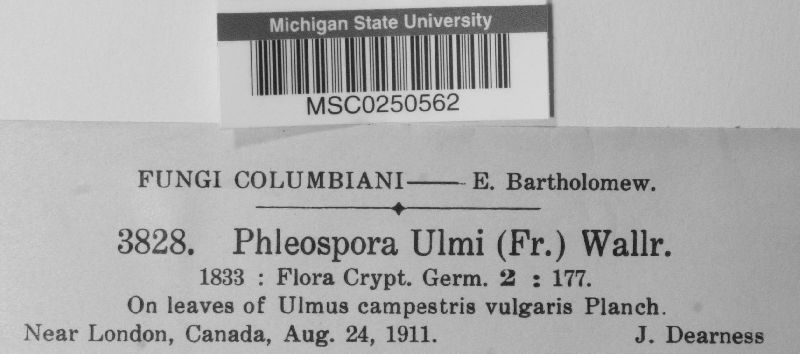 Michigan State University
MSC0250562
FUNGI COLUMBIANI—— E. Bartholomew.
3828. Phleospora Ulmi (Fr.) Wallr.
1833 : Flora Crypt. Germ. 2 : 177.
On leaves of Ulmus campestris vulgaris Planch.
Near London, Canada, Aug. 24, 1911. J. Dearness